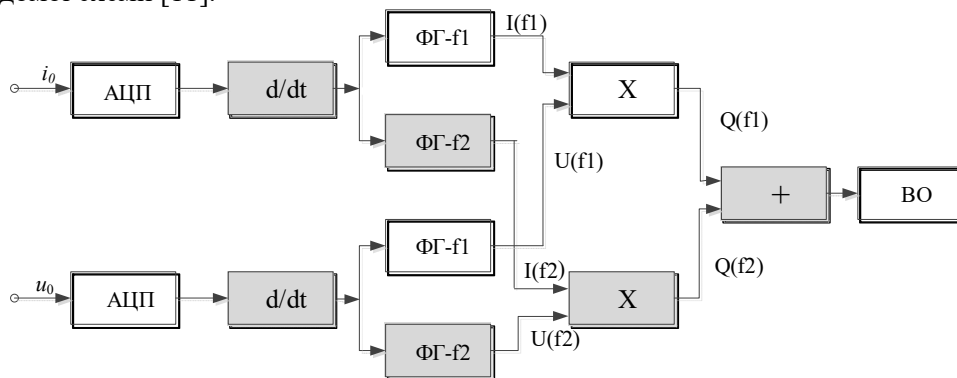 I(f1)
ФГ-f1
i₀
АЦП
d/dt
X
Q(f1)
ФГ-f2
U(f1)
+
ВО
ФГ-f1
I(f2)
Q(f2)
u₀
АЦП
d/dt
X
U(f2)
ФГ-f2